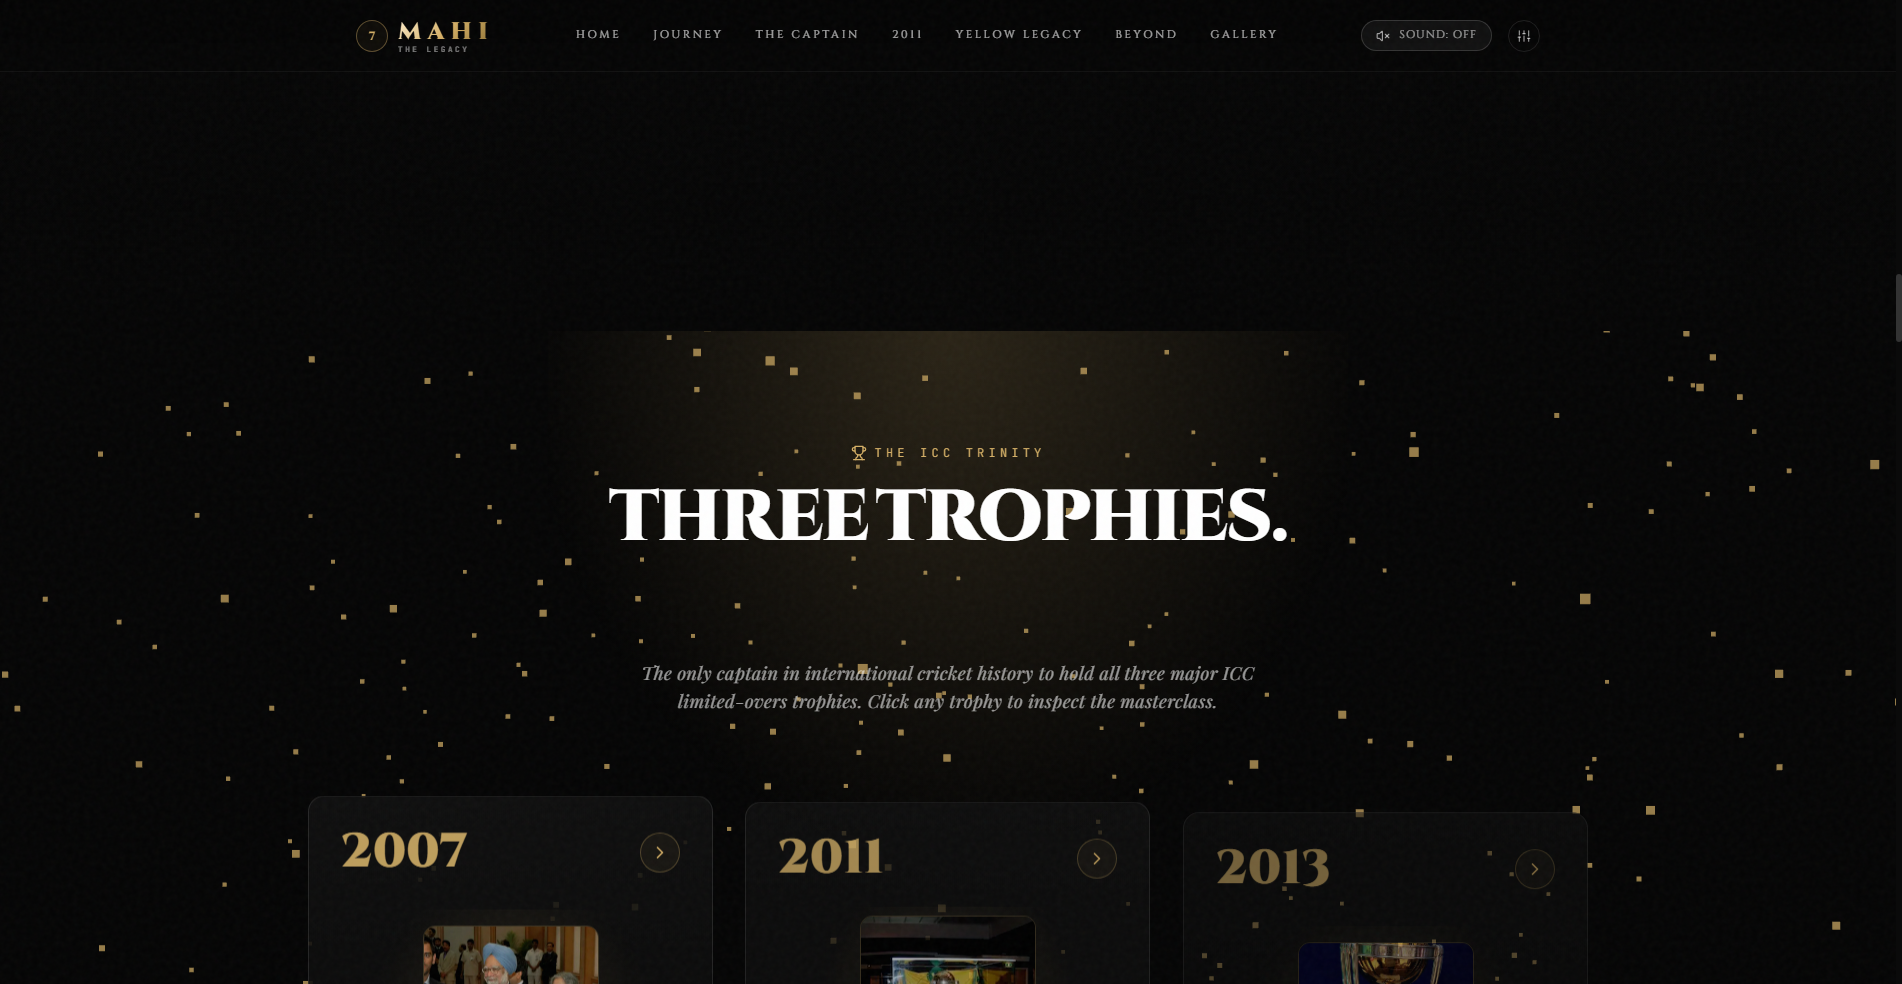 7
MAHI
THE LEGACY
HOME
JOURNEY
THE CAPTAIN
2011
YELLOW LEGACY
BEYOND
GALLERY
SOUND: OFF
THE ICC TRINITY
THREE TROPHIES.
The only captain in international cricket history to hold all three major ICC
limited-overs trophies. Click any trophy to inspect the masterclass.
2007
2011
2013